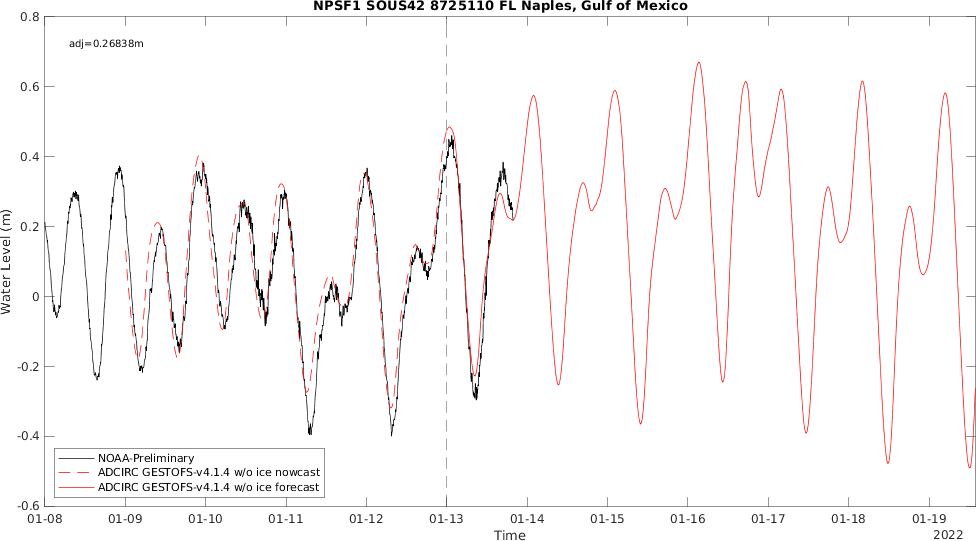 NPSF1 SOUS42 8725110 FL Naples, Gulf of Mexico
adj=0.26838m
0.8
0.6
0.4
0.2
0
-0.2
-0.4
-0.6
Water Level (m)
NOAA-Preliminary
ADCIRC GESTOFS-v4.1.4 w/o ice nowcast
ADCIRC GESTOFS-v4.1.4 w/o ice forecast
01-08 01-09 01-10 01-11 01-12 01-13 01-14 01-15 01-16 01-17 01-18 01-19
Time
2022